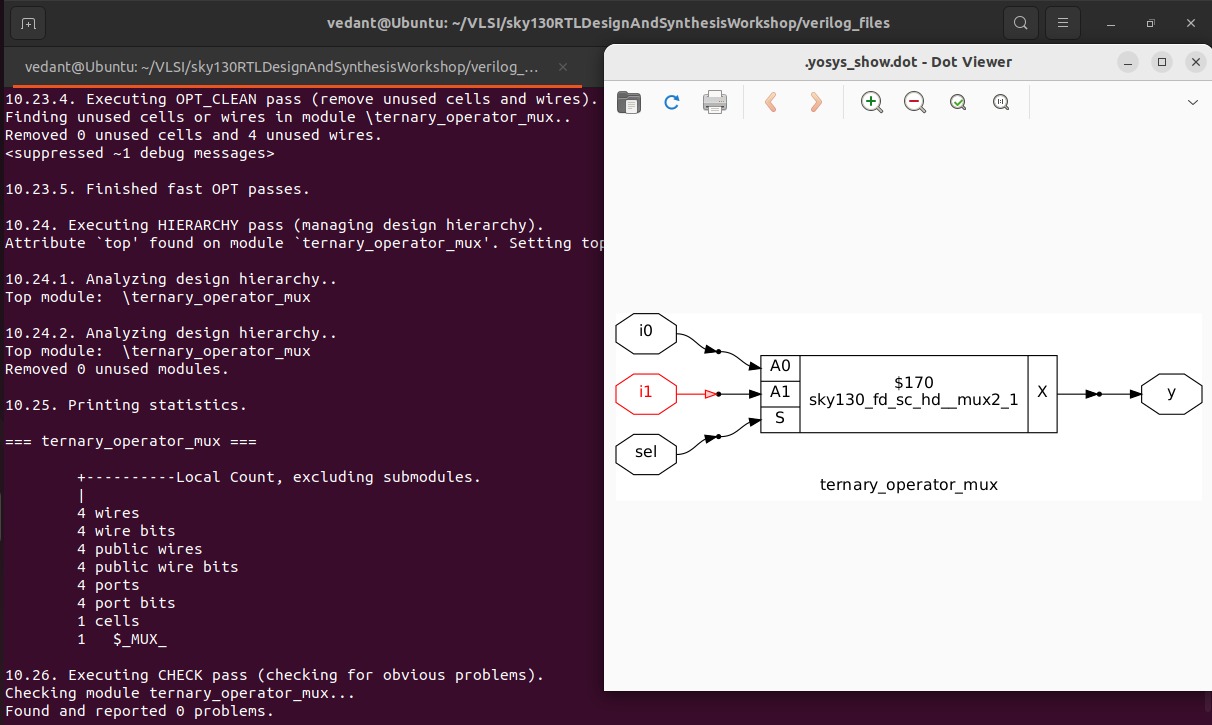 vedant@Ubuntu: ~/VLSI/sky130RTLDesignAndSynthesisWorkshop/verilog_files
vedant@Ubuntu: ~/VLSI/sky130RTLDesignAndSynthesisWorkshop/verilog_...
10.23.4. Executing OPT_CLEAN pass (remove unused cells and wires).
Finding unused cells or wires in module \ternary_operator_mux..
Removed 0 unused cells and 4 unused wires.
<suppressed ~1 debug messages>
10.23.5. Finished fast OPT passes.
10.24. Executing HIERARCHY pass (managing design hierarchy).
Attribute `top' found on module `ternary_operator_mux'. Setting top
10.24.1. Analyzing design hierarchy..
Top module:  \ternary_operator_mux
10.24.2. Analyzing design hierarchy..
Top module:  \ternary_operator_mux
Removed 0 unused modules.
10.25. Printing statistics.
=== ternary_operator_mux ===
+----------Local Count, excluding submodules.
|
4 wires
4 wire bits
4 public wires
4 public wire bits
4 ports
4 port bits
1 cells
1   $_MUX_
10.26. Executing CHECK pass (checking for obvious problems).
Checking module ternary_operator_mux...
Found and reported 0 problems.
.yosys_show.dot - Dot Viewer
i0
i1
sel
A0
A1
S
$170
sky130_fd_sc_hd__mux2_1
X
y
ternary_operator_mux